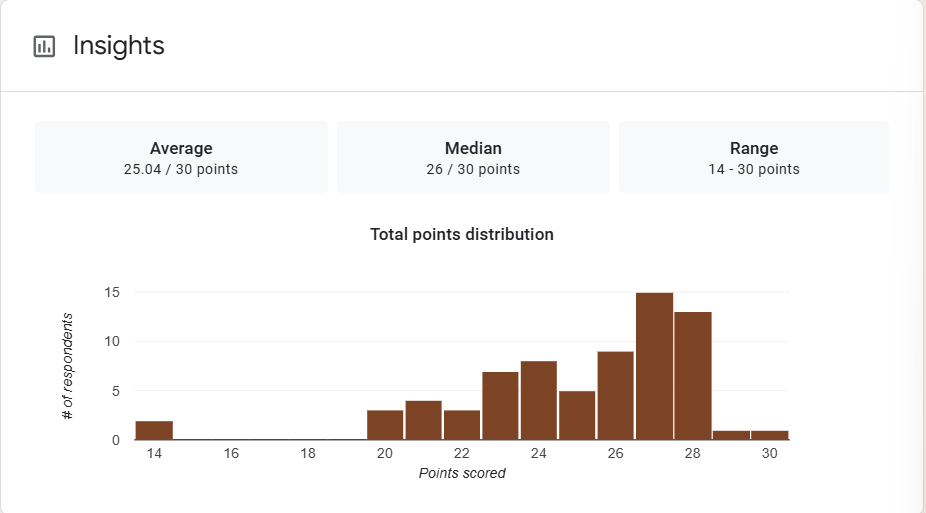 Insights
Average
25.04 / 30 points
Median
26 / 30 points
Range
14 - 30 points
Total points distribution
# of respondents
15
10
5
0
14 16 18 20 22 24 26 28 30
Points scored